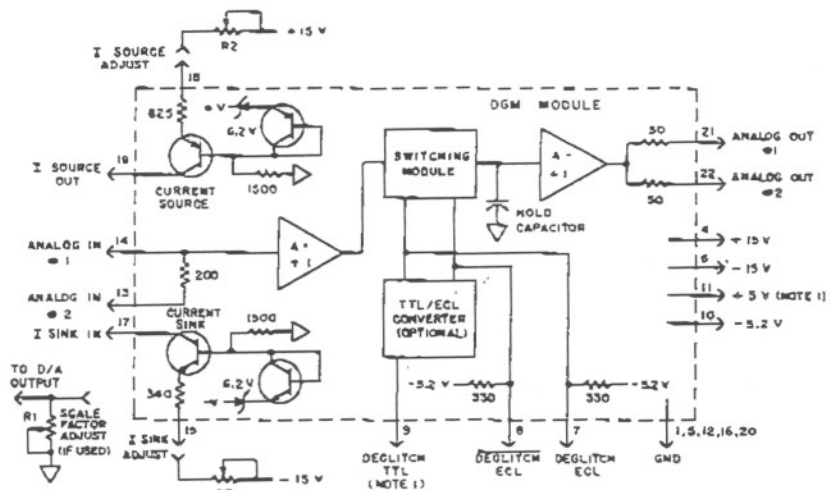 +15 V
R2
I SOURCE
ADJUST
18
DGM MODULE
825
+V
6.2 V
50
21
ANALOG OUT
#1
I SOURCE
OUT
19
CURRENT
SOURCE
1500
SWITCHING
MODULE
A =
+1
22
ANALOG OUT
#2
50
HOLD
CAPACITOR
ANALOG IN
#1
14
A =
+1
4
+15 V
200
6
-15 V
ANALOG IN
#2
13
11
+5 V (NOTE 1)
CURRENT
SINK
TTL/ECL
CONVERTER
(OPTIONAL)
10
-5.2 V
I SINK IN
17
1500
TO D/A
OUTPUT
340
6.2 V
-V
-5.2 V
330
-5.2V
330
R1
SCALE
FACTOR
ADJUST
(IF USED)
I SINK
ADJUST
15
9
8
7
1,5,12,16,20
DEGLITCH
TTL
(NOTE 1)
DEGLITCH
ECL
DEGLITCH
ECL
GND
-15 V